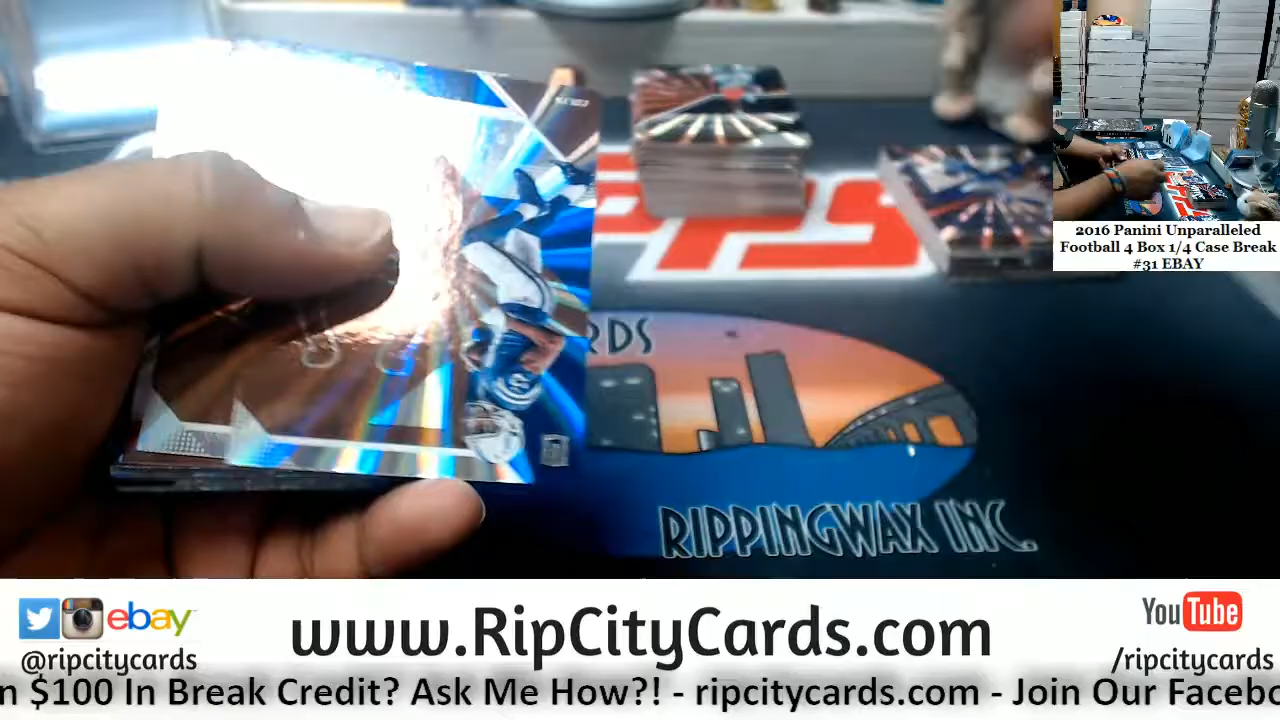 2016 Panini Unparalleled
Football 4 Box 1/4 Case Break
#31 EBAY
RDS
RIPPINGWAX INC.
ebay
@ripcitycards
www.RipCityCards.com
YouTube
/ripcitycards
n $100 In Break Credit? Ask Me How?! - ripcitycards.com - Join Our Facebo